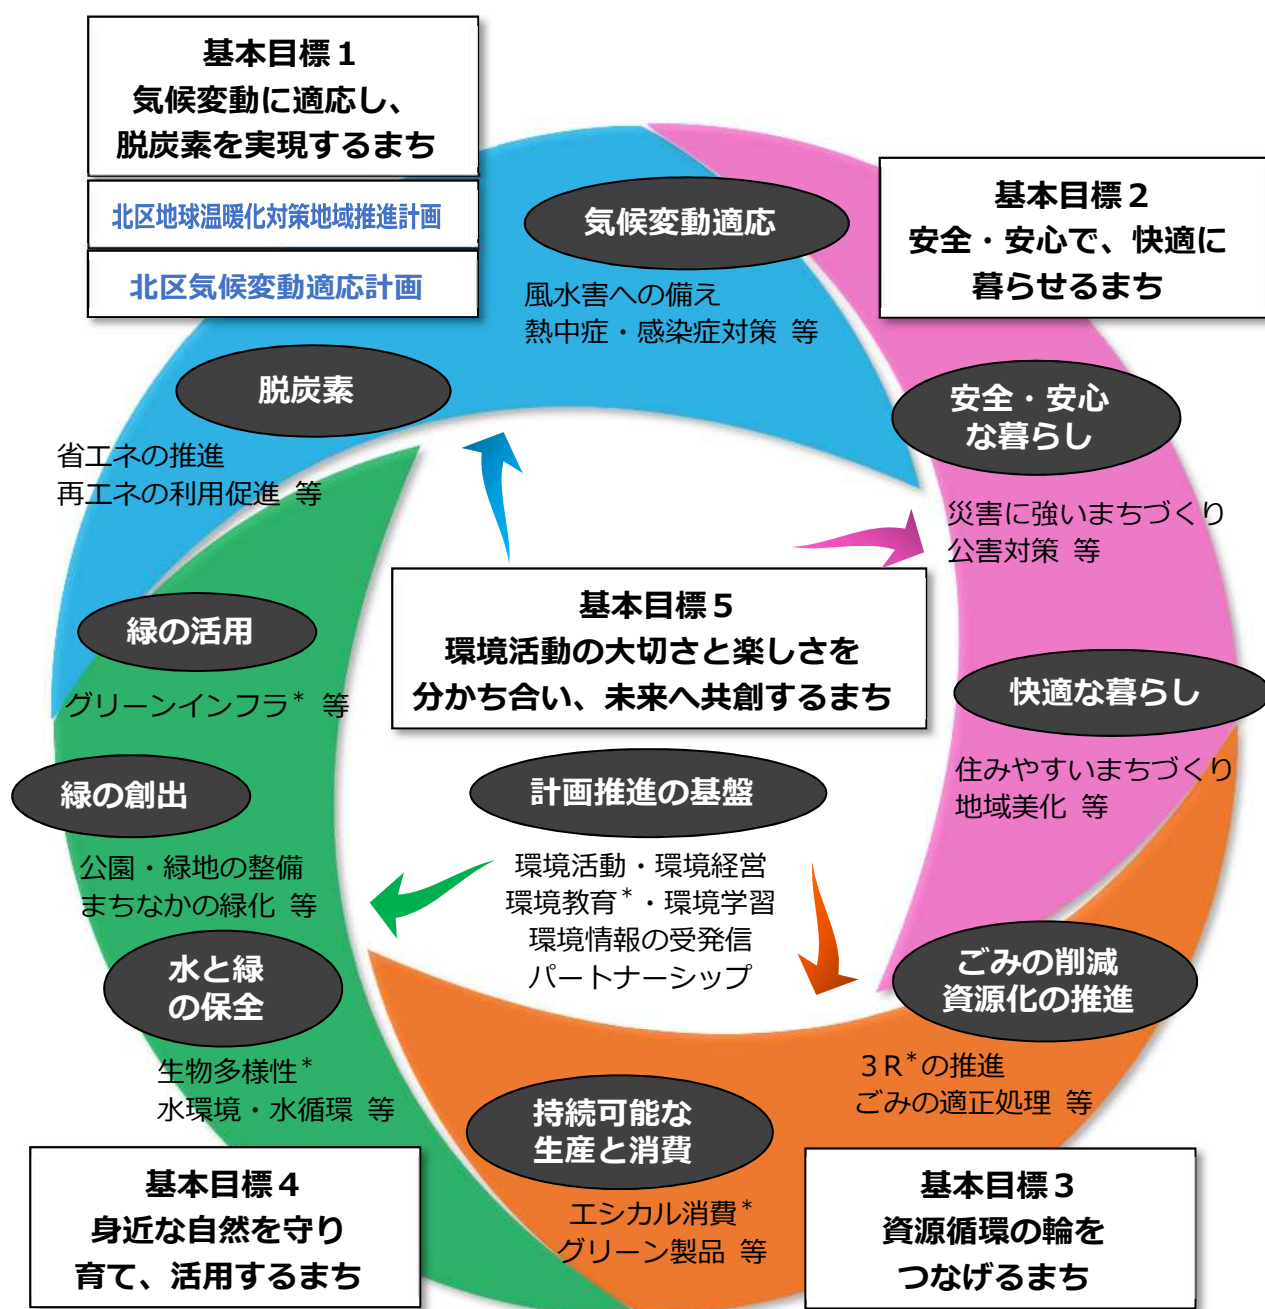 基本目標１
気候変動に適応し、
脱炭素を実現するまち
北区地球温暖化対策地域推進計画
北区気候変動適応計画
気候変動適応
風水害への備え
熱中症・感染症対策 等
脱炭素
省エネの推進
再エネの利用促進 等
基本目標２
安全・安心で、快適に
暮らせるまち
安全・安心
な暮らし
災害に強いまちづくり
公害対策 等
快適な暮らし
住みやすいまちづくり
地域美化 等
基本目標５
環境活動の大切さと楽しさを
分かち合い、未来へ共創するまち
計画推進の基盤
環境活動・環境経営
環境教育*・環境学習
環境情報の受発信
パートナーシップ
緑の活用
グリーンインフラ* 等
緑の創出
公園・緑地の整備
まちなかの緑化 等
水と緑
の保全
生物多様性*
水環境・水循環 等
基本目標４
身近な自然を守り
育て、活用するまち
ごみの削減
資源化の推進
３Ｒ*の推進
ごみの適正処理 等
持続可能な
生産と消費
エシカル消費*
グリーン製品 等
基本目標３
資源循環の輪を
つなげるまち